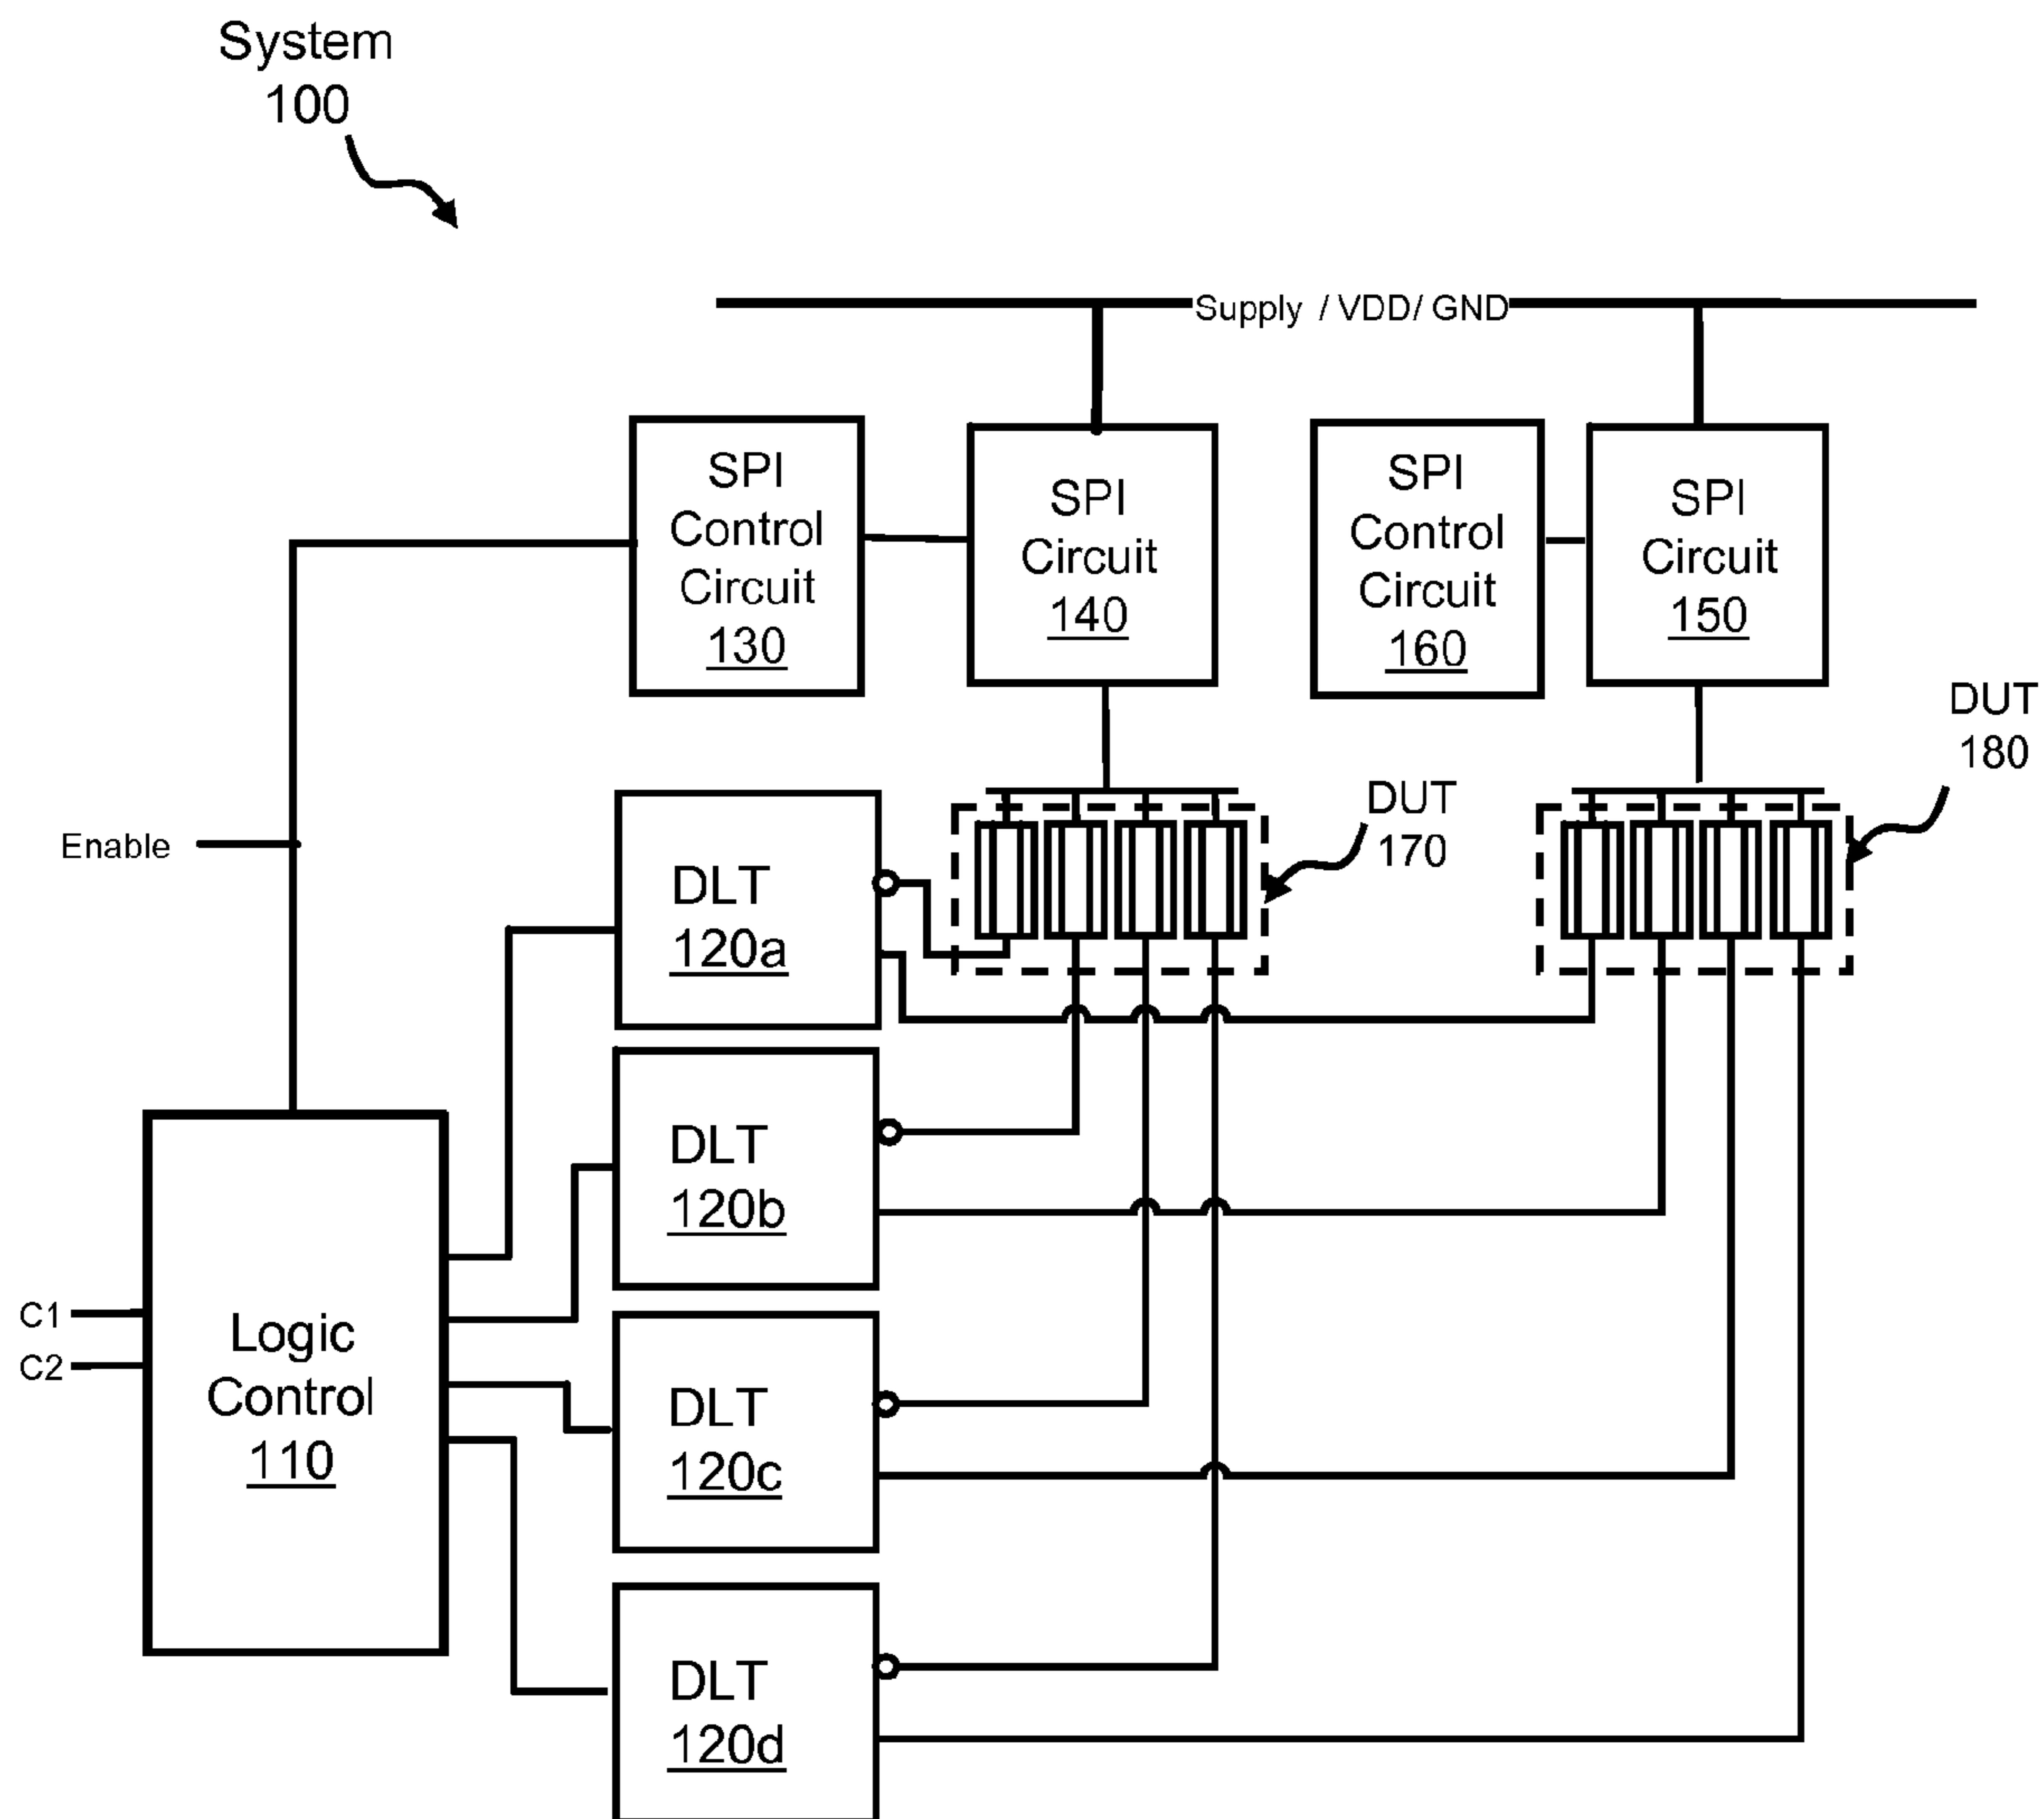 System
100
Supply / VDD/ GND
SPI
Control
Circuit
130
SPI
Circuit
140
SPI
Control
Circuit
160
SPI
Circuit
150
DUT
180
DUT
170
Enable
DLT
120a
DLT
120b
C1
C2
Logic
Control
110
DLT
120c
DLT
120d